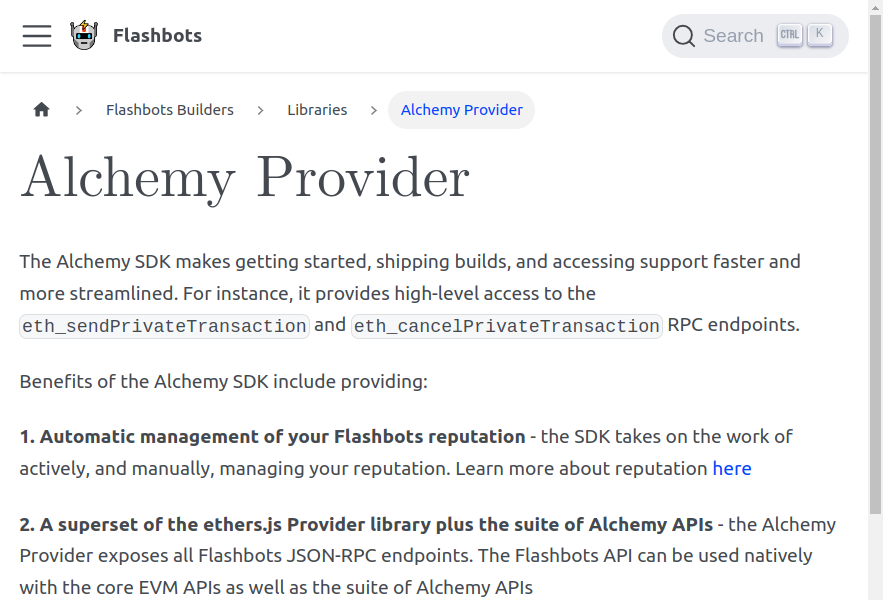 Flashbots
Search CTRL K
Flashbots Builders > Libraries > Alchemy Provider
Alchemy Provider
The Alchemy SDK makes getting started, shipping builds, and accessing support faster and
more streamlined. For instance, it provides high-level access to the
eth_sendPrivateTransaction and eth_cancelPrivateTransaction RPC endpoints.
Benefits of the Alchemy SDK include providing:
1. Automatic management of your Flashbots reputation - the SDK takes on the work of
actively, and manually, managing your reputation. Learn more about reputation here
2. A superset of the ethers.js Provider library plus the suite of Alchemy APIs - the Alchemy
Provider exposes all Flashbots JSON-RPC endpoints. The Flashbots API can be used natively
with the core EVM APIs as well as the suite of Alchemy APIs